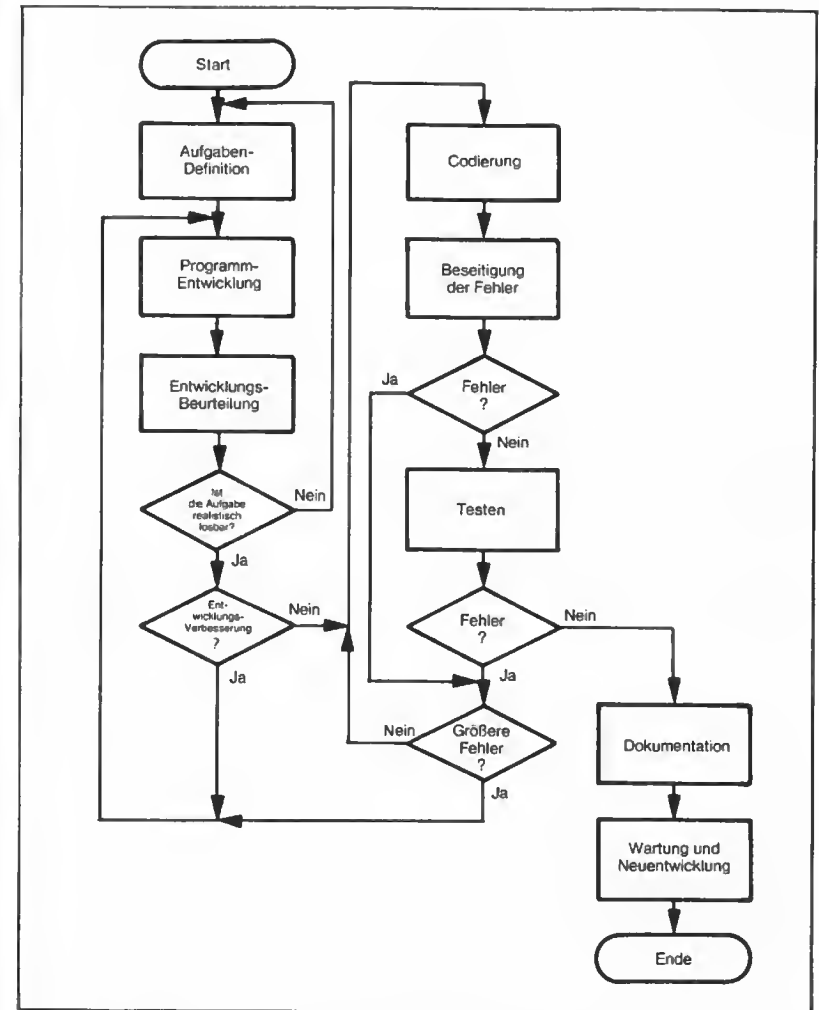 Start
Aufgaben-
Definition
Programm-
Entwicklung
Entwicklungs-
Beurteilung
Ist
die Aufgabe
realistisch
losbar?
Nein
Ja
Ent-
wicklungs-
Verbesserung
?
Nein
Ja
Codierung
Beseitigung
der Fehler
Ja
Fehler
?
Nein
Testen
Fehler
?
Nein
Ja
Nein
Größere
Fehler
?
Ja
Dokumentation
Wartung und
Neuentwicklung
Ende